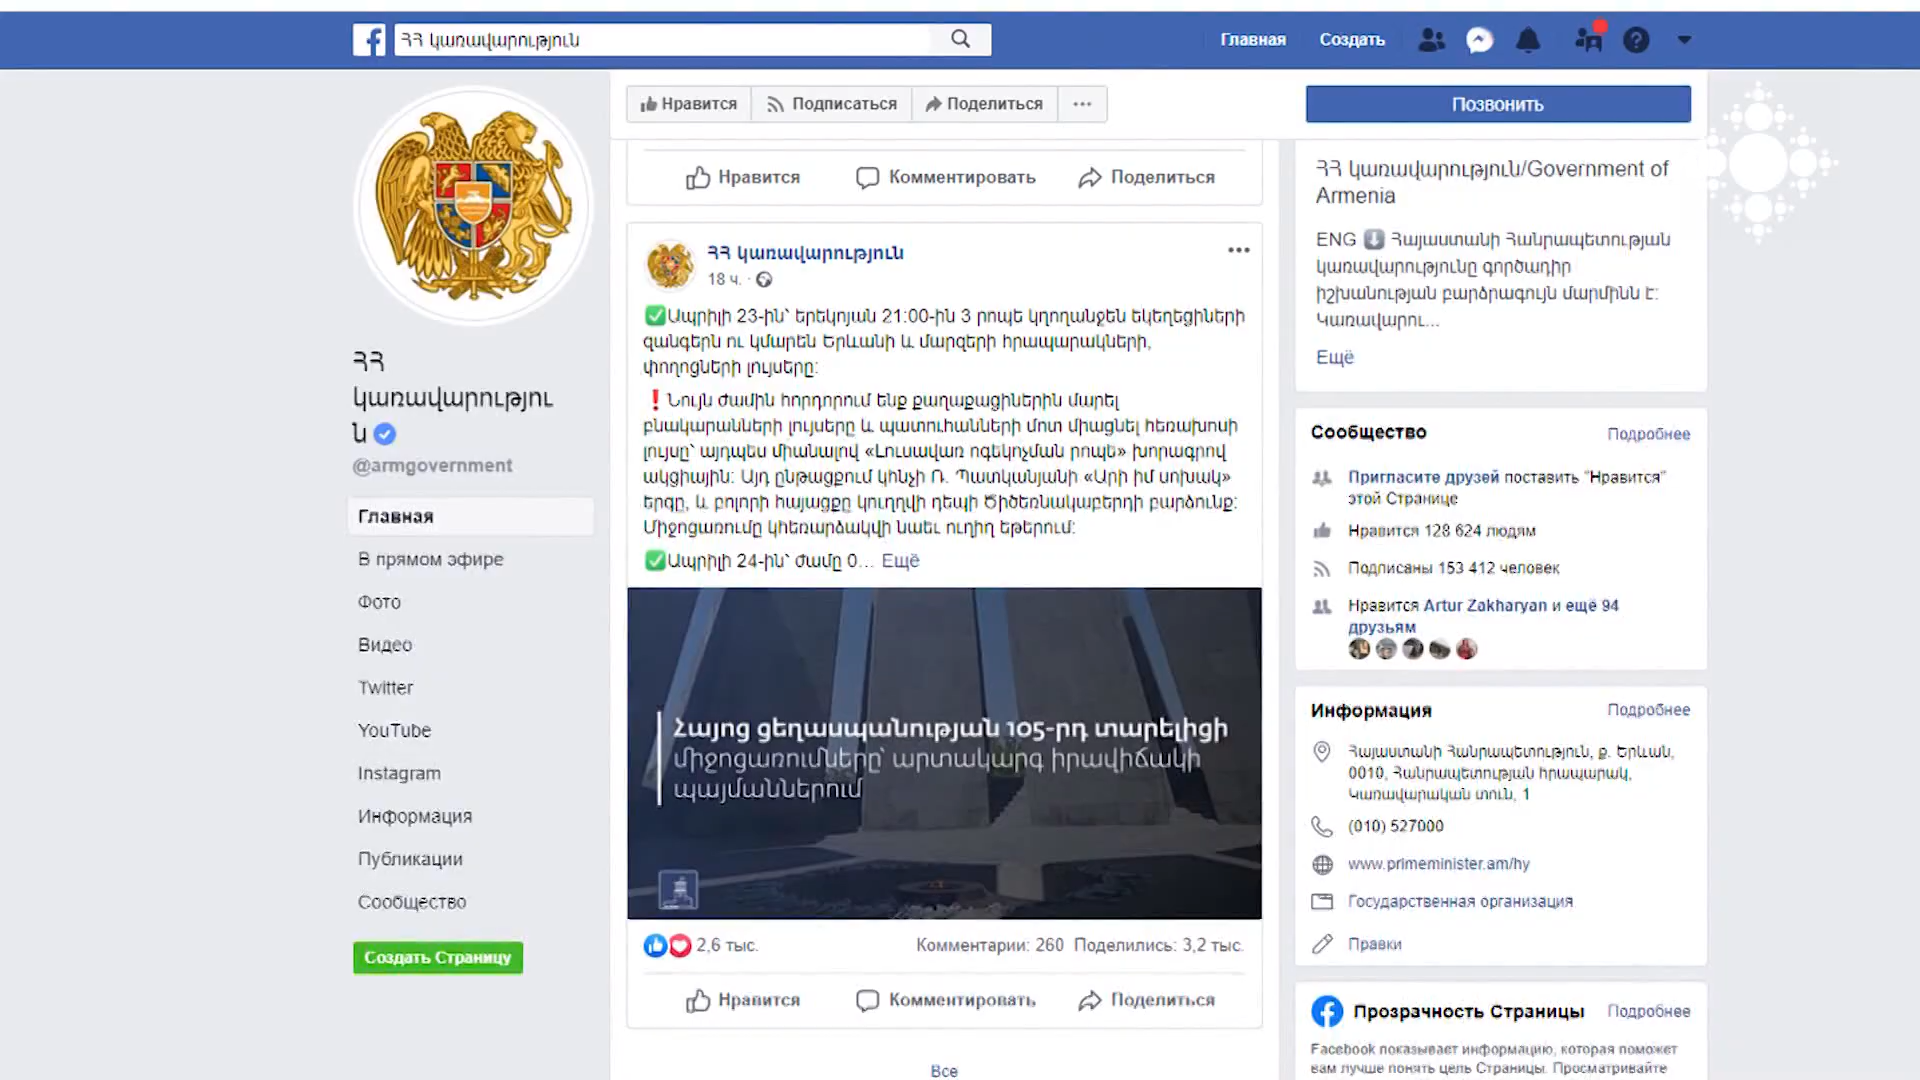 ՀՀ կառավարություն
Главная
Создать
ՀՀ
կառավարությու
ն
@armgovernment
Главная
В прямом эфире
Фото
Видео
Twitter
YouTube
Instagram
Информация
Публикации
Сообщество
Создать Страницу
Нравится
Подписаться
Поделиться
Позвонить
Нравится
Комментировать
Поделиться
ՀՀ կառավարություն
18 ч.
Ապրիլի 23-ին՝ երեկոյան 21:00-ին 3 րոպե կղողանջեն եկեղեցիների
զանգերն ու կմարեն Երևանի և մարզերի հրապարակների,
փողոցների լույսերը:
Նույն ժամին հորդորում ենք քաղաքացիներին մարել
բնակարանների լույսերը և պատուհանների մոտ միացնել հեռախոսի
լույսը՝ այդպես միանալով «Լուսավառ ոգեկոչման րոպե» խորագրով
ակցիային: Այդ ընթացքում կհնչի Ռ. Պատկանյանի «Արի իմ սոխակ»
երգը, և բոլորի հայացքը կուղղվի դեպի Ծիծեռնակաբերդի բարձունք:
Միջոցառումը կհեռարձակվի նաեւ ուղիղ եթերում:
Ապրիլի 24-ին՝ ժամը 0... Ещё
Հայոց ցեղասպանության 105-րդ տարելիցի
միջոցառումները՝ արտակարգ իրավիճակի
պայմաններում
2,6 тыс.
Комментарии: 260 Поделились: 3,2 тыс.
Нравится
Комментировать
Поделиться
Все
ՀՀ կառավարություն/Government of
Armenia
ENG Հայաստանի Հանրապետության
կառավարությունը գործադիր
իշխանության բարձրագույն մարմինն է:
Կառավարու...
Ещё
Сообщество
Подробнее
Пригласите друзей поставить "Нравится"
этой Странице
Нравится 128 624 людям
Подписаны 153 412 человек
Нравится Artur Zakharyan и ещё 94
друзьям
Информация
Подробнее
Հայաստանի Հանրապետություն, ք. Երևան,
0010, Հանրապետության հրապարակ,
Կառավարական տուն, 1
(010) 527000
www.primeminister.am/hy
Государственная организация
Правки
Прозрачность Страницы
Подробнее
Facebook показывает информацию, которая поможет
вам лучше понять цель Страницы. Просматривайте